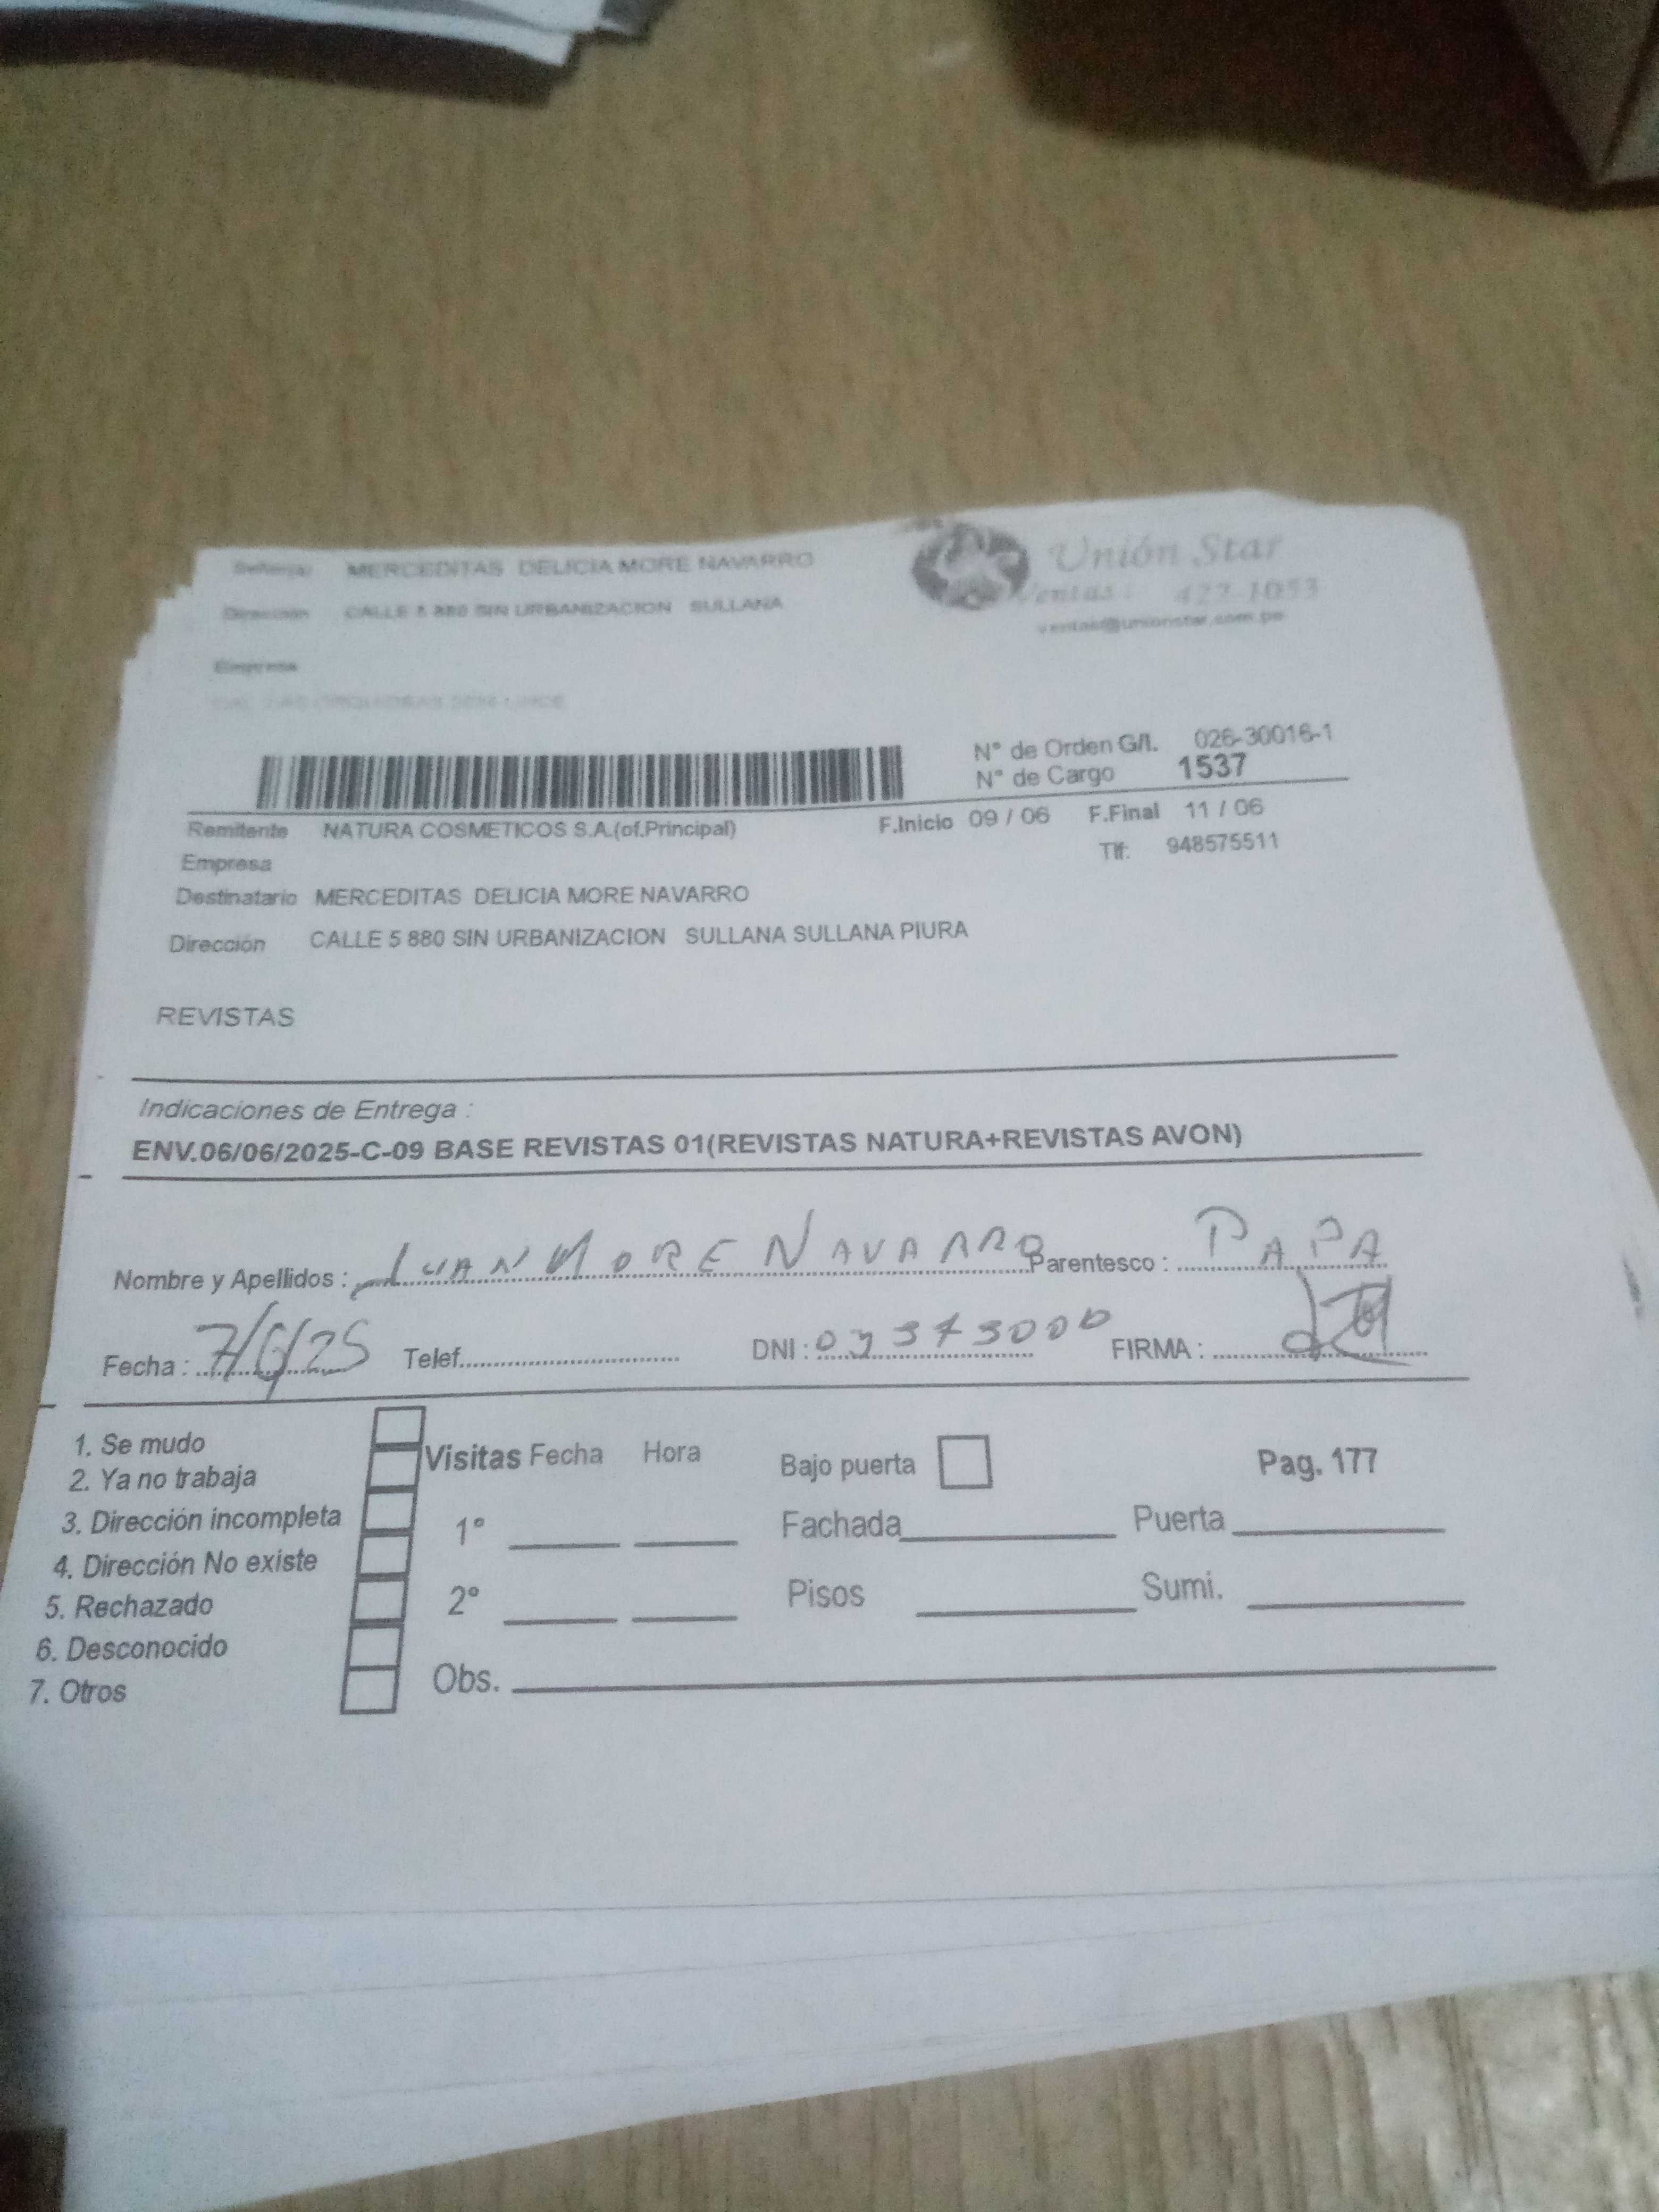 Señor(a) MERCEDITAS DELICIA MORE NAVARRO
Dirección CALLE 5 880 SIN URBANIZACION SULLANA
Unión Star
Ventas: 422 1053
ventas@unionstar.com.pe
Empresa
N° de Orden G/I. 026-30016-1
N° de Cargo 1537
Remitente NATURA COSMETICOS S.A.(of.Principal) F.Inicio 09 / 06 F.Final 11 / 06
Empresa Tlf: 948575511
Destinatario MERCEDITAS DELICIA MORE NAVARRO
Dirección CALLE 5 880 SIN URBANIZACION SULLANA SULLANA PIURA
REVISTAS
Indicaciones de Entrega :
ENV.06/06/2025-C-09 BASE REVISTAS 01(REVISTAS NATURA+REVISTAS AVON)
Nombre y Apellidos : JUAN MORE NAVARRO Parentesco : PAPA
Fecha : 7/6/25 Telef. DNI : FIRMA :
1. Se mudo
2. Ya no trabaja
3. Dirección incompleta
4. Dirección No existe
5. Rechazado
6. Desconocido
7. Otros
Visitas Fecha Hora Bajo puerta Pag. 177
1° Fachada Puerta
2° Pisos Sumi.
Obs.